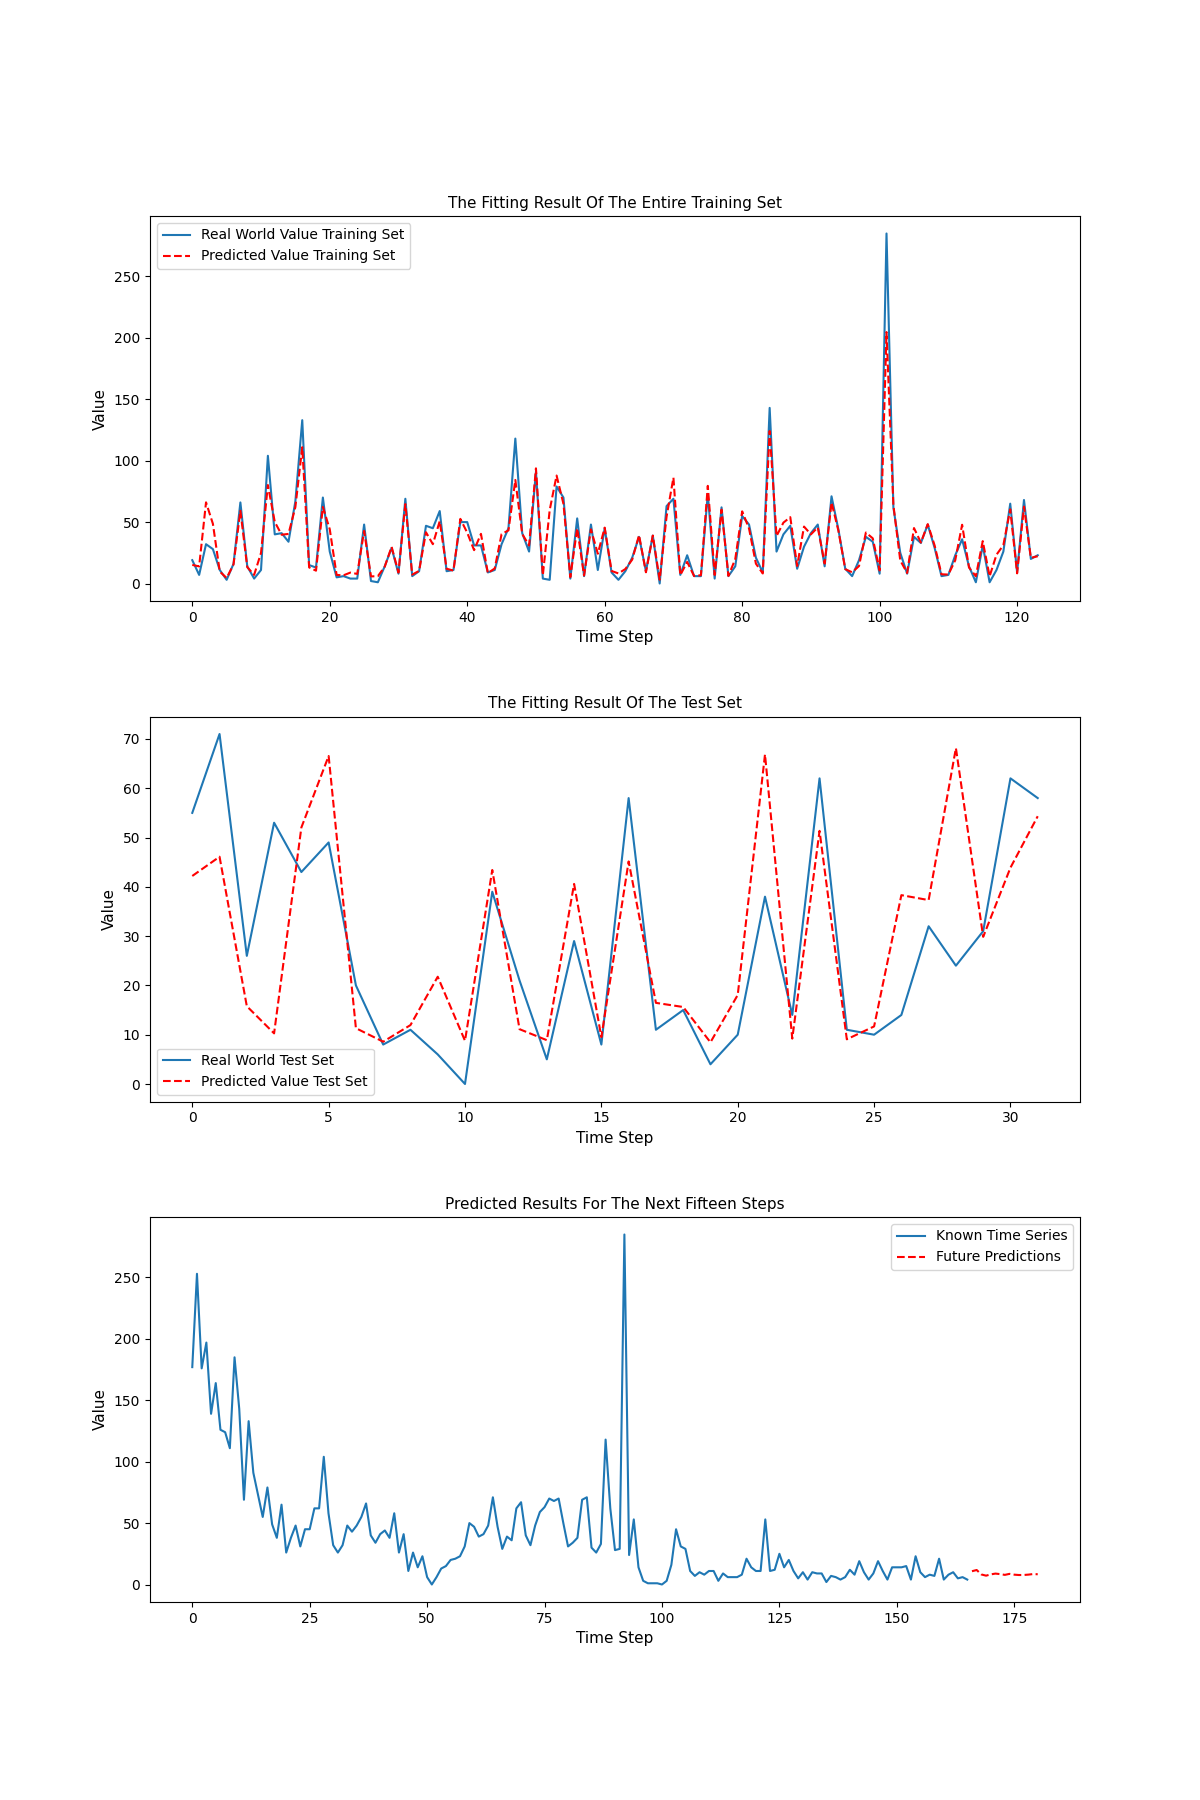 The Fitting Result Of The Entire Training Set
Real World Value Training Set
Predicted Value Training Set
250
200
150
100
50
0
Value
0 20 40 60 80 100 120
Time Step
The Fitting Result Of The Test Set
70
60
50
40
30
20
10
0
Value
Real World Test Set
Predicted Value Test Set
0 5 10 15 20 25 30
Time Step
Predicted Results For The Next Fifteen Steps
Known Time Series
Future Predictions
250
200
150
100
50
0
Value
0 25 50 75 100 125 150 175
Time Step